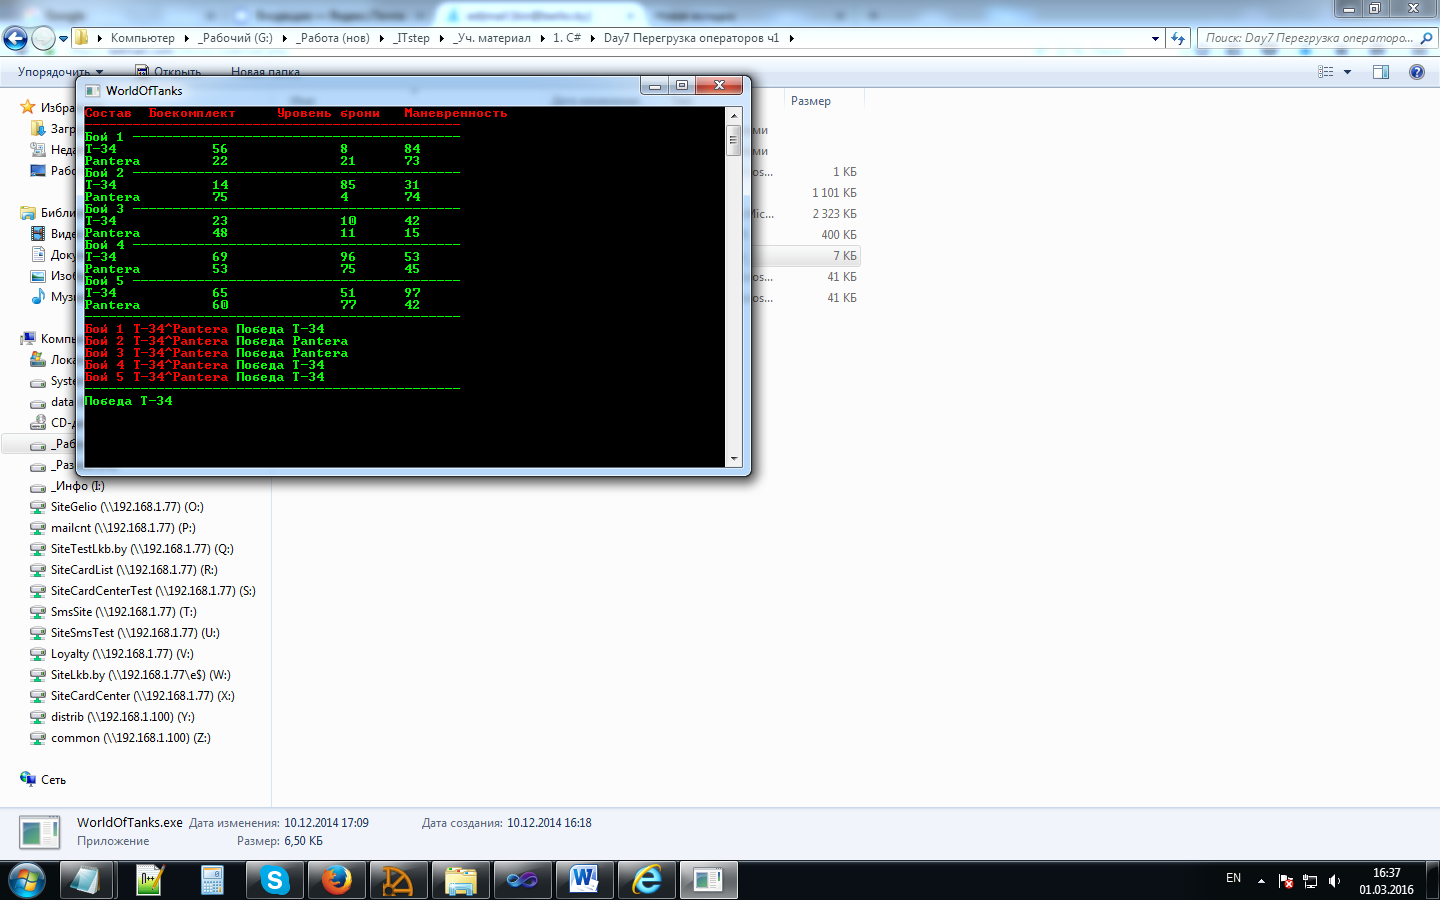 Компьютер ▸ _Рабочий (G:) ▸ _Работа (нов) ▸ _ITstep ▸ _Уч. материал ▸ 1. C# ▸ Day7 Перегрузка операторов ч1 ▸
Поиск: Day7 Перегрузка операторо...
Упорядочить Открыть Новая папка
WorldOfTanks
Состав Боекомплект Уровень брони Маневренность
Бой 1
T-34 56 8 84
Pantera 22 21 73
Бой 2
T-34 14 85 31
Pantera 75 4 74
Бой 3
T-34 23 10 42
Pantera 48 11 15
Бой 4
T-34 69 96 53
Pantera 53 75 45
Бой 5
T-34 65 51 97
Pantera 60 77 42
Бой 1 T-34^Pantera Победа T-34
Бой 2 T-34^Pantera Победа Pantera
Бой 3 T-34^Pantera Победа Pantera
Бой 4 T-34^Pantera Победа T-34
Бой 5 T-34^Pantera Победа T-34
Победа T-34
Размер
1 КБ
1 101 КБ
2 323 КБ
400 КБ
7 КБ
41 КБ
41 КБ
_Инфо (I:)
SiteGelio (\\192.168.1.77) (O:)
mailcnt (\\192.168.1.77) (P:)
SiteTestLkb.by (\\192.168.1.77) (Q:)
SiteCardList (\\192.168.1.77) (R:)
SiteCardCenterTest (\\192.168.1.77) (S:)
SmsSite (\\192.168.1.77) (T:)
SiteSmsTest (\\192.168.1.77) (U:)
Loyalty (\\192.168.1.77) (V:)
SiteLkb.by (\\192.168.1.77\e$) (W:)
SiteCardCenter (\\192.168.1.77) (X:)
distrib (\\192.168.1.100) (Y:)
common (\\192.168.1.100) (Z:)
Сеть
WorldOfTanks.exe Дата изменения: 10.12.2014 17:09 Дата создания: 10.12.2014 16:18
Приложение Размер: 6,50 КБ
EN
16:37
01.03.2016